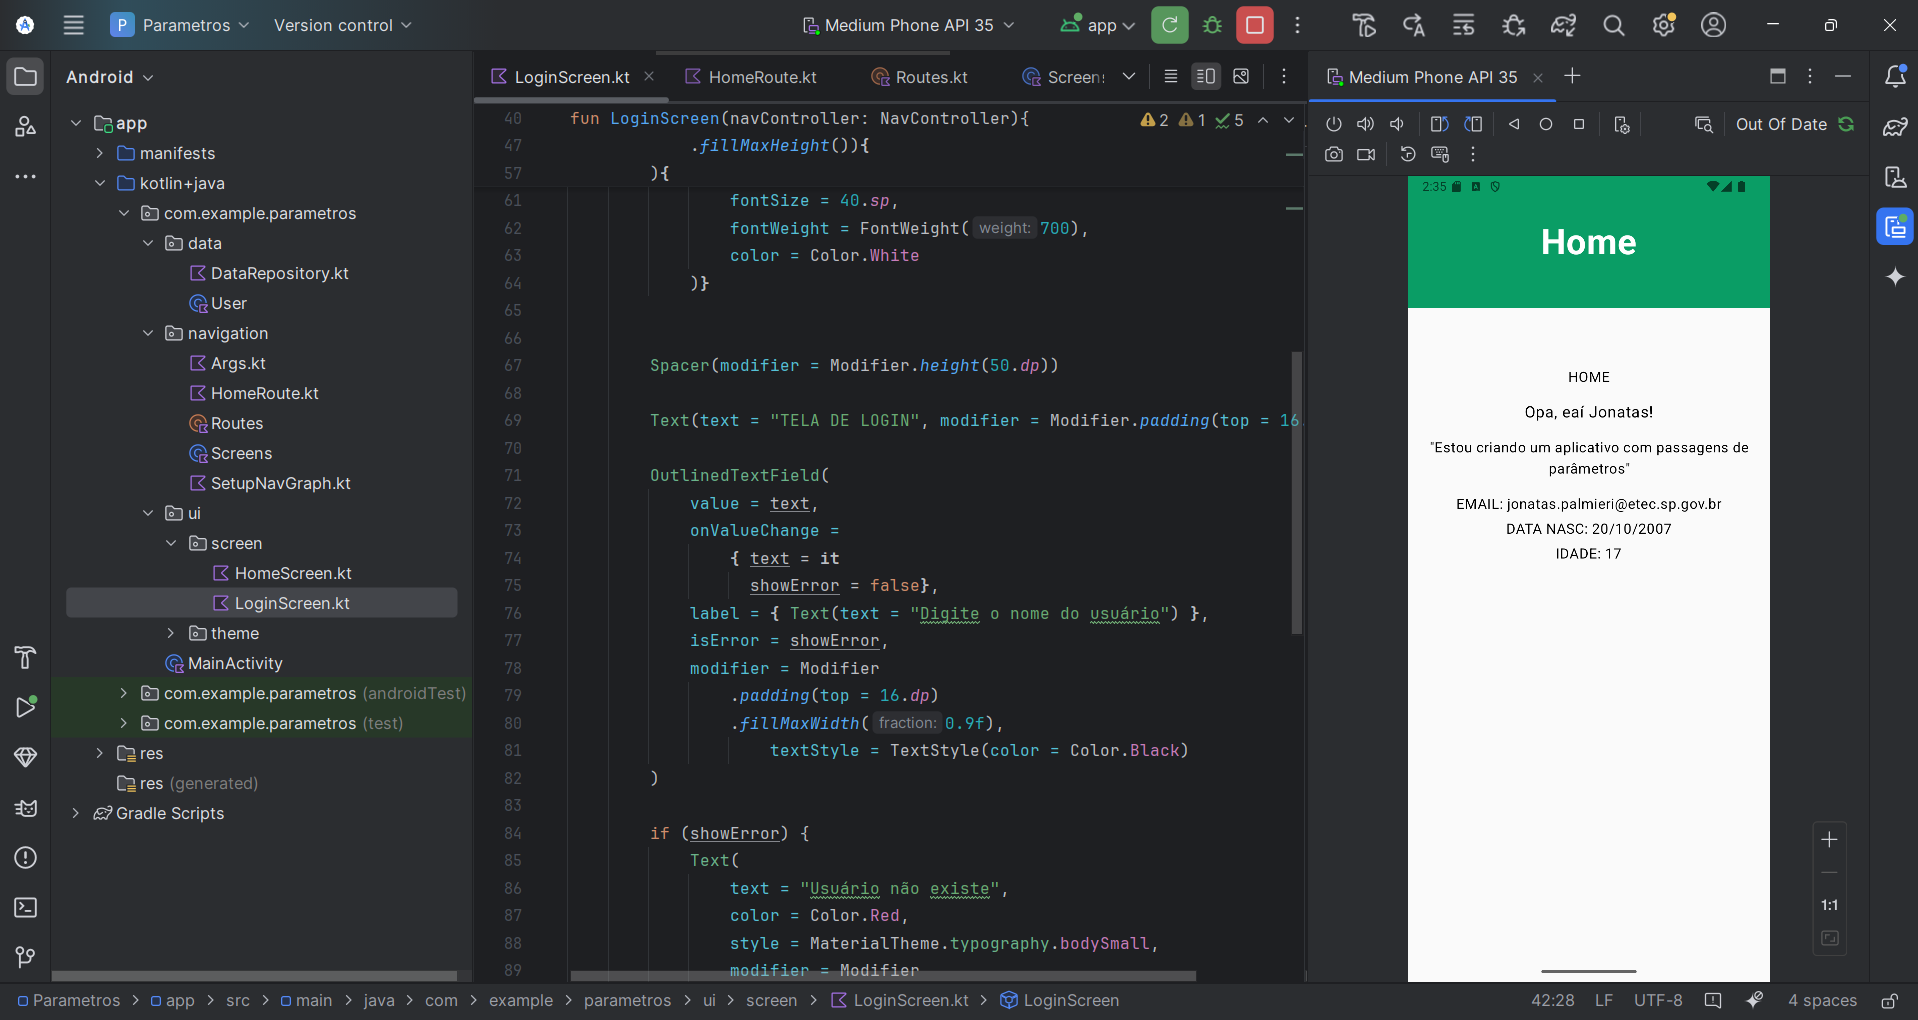 P Parametros Version control Medium Phone API 35 app
Android
app
manifests
kotlin+java
com.example.parametros
data
DataRepository.kt
User
navigation
Args.kt
HomeRoute.kt
Routes
Screens
SetupNavGraph.kt
ui
screen
HomeScreen.kt
LoginScreen.kt
theme
MainActivity
com.example.parametros (androidTest)
com.example.parametros (test)
res
res (generated)
Gradle Scripts
LoginScreen.kt HomeRoute.kt Routes.kt Screen
2 1 5
40 fun LoginScreen(navController: NavController){
47 .fillMaxHeight()){
57 ){
61 fontSize = 40.sp,
62 fontWeight = FontWeight( weight: 700),
63 color = Color.White
64 )}
65
66
67 Spacer(modifier = Modifier.height(50.dp))
68
69 Text(text = "TELA DE LOGIN", modifier = Modifier.padding(top = 16.
70
71 OutlinedTextField(
72 value = text,
73 onValueChange =
74 { text = it
75 showError = false},
76 label = { Text(text = "Digite o nome do usuário") },
77 isError = showError,
78 modifier = Modifier
79 .padding(top = 16.dp)
80 .fillMaxWidth( fraction: 0.9f),
81 textStyle = TextStyle(color = Color.Black)
82 )
83
84 if (showError) {
85 Text(
86 text = "Usuário não existe",
87 color = Color.Red,
88 style = MaterialTheme.typography.bodySmall,
89 modifier = Modifier
Medium Phone API 35
Out Of Date
2:35
Home
HOME
Opa, eaí Jonatas!
"Estou criando um aplicativo com passagens de
parâmetros"
EMAIL: jonatas.palmieri@etec.sp.gov.br
DATA NASC: 20/10/2007
IDADE: 17
1:1
Parametros > app > src > main > java > com > example > parametros > ui > screen > LoginScreen.kt > LoginScreen
42:28 LF UTF-8 4 spaces